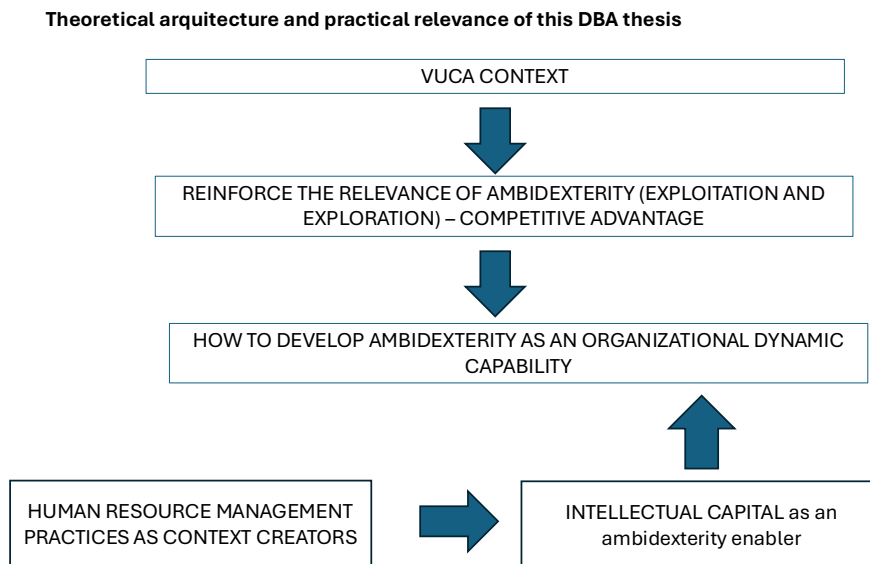 Theoretical arquitecture and practical relevance of this DBA thesis
VUCA CONTEXT
REINFORCE THE RELEVANCE OF AMBIDEXTERITY (EXPLOITATION AND
EXPLORATION) – COMPETITIVE ADVANTAGE
HOW TO DEVELOP AMBIDEXTERITY AS AN ORGANIZATIONAL DYNAMIC
CAPABILITY
HUMAN RESOURCE MANAGEMENT
PRACTICES AS CONTEXT CREATORS
INTELLECTUAL CAPITAL as an
ambidexterity enabler